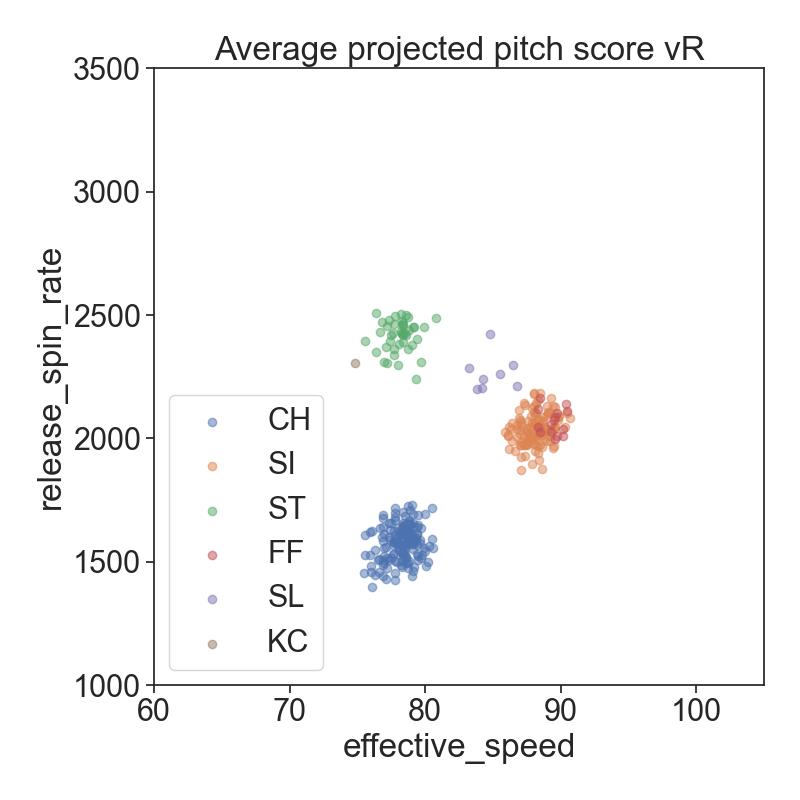 Average projected pitch score vR
3500
3000
2500
2000
1500
1000
release_spin_rate
CH
SI
ST
FF
SL
KC
60 70 80 90 100
effective_speed